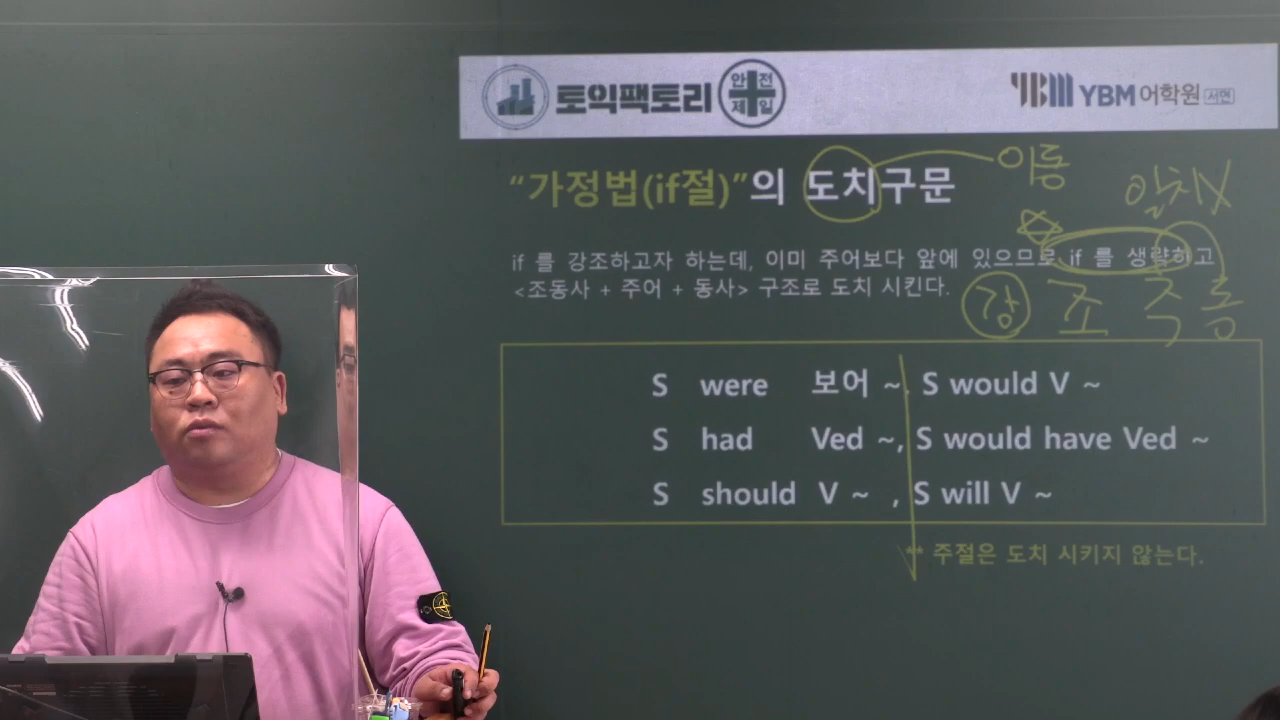 토익팩토리 안전제일 YBM YBM어학원 서면
“가정법(if절)”의 도치구문
이동
일치X
if 를 강조하고자 하는데, 이미 주어보다 앞에 있으므로 if 를 생략하고
<조동사 + 주어 + 동사> 구조로 도치 시킨다.
강 조 주 동
S were 보어 ~, S would V ~
S had Ved ~, S would have Ved ~
S should V ~ , S will V ~
** 주절은 도치 시키지 않는다.